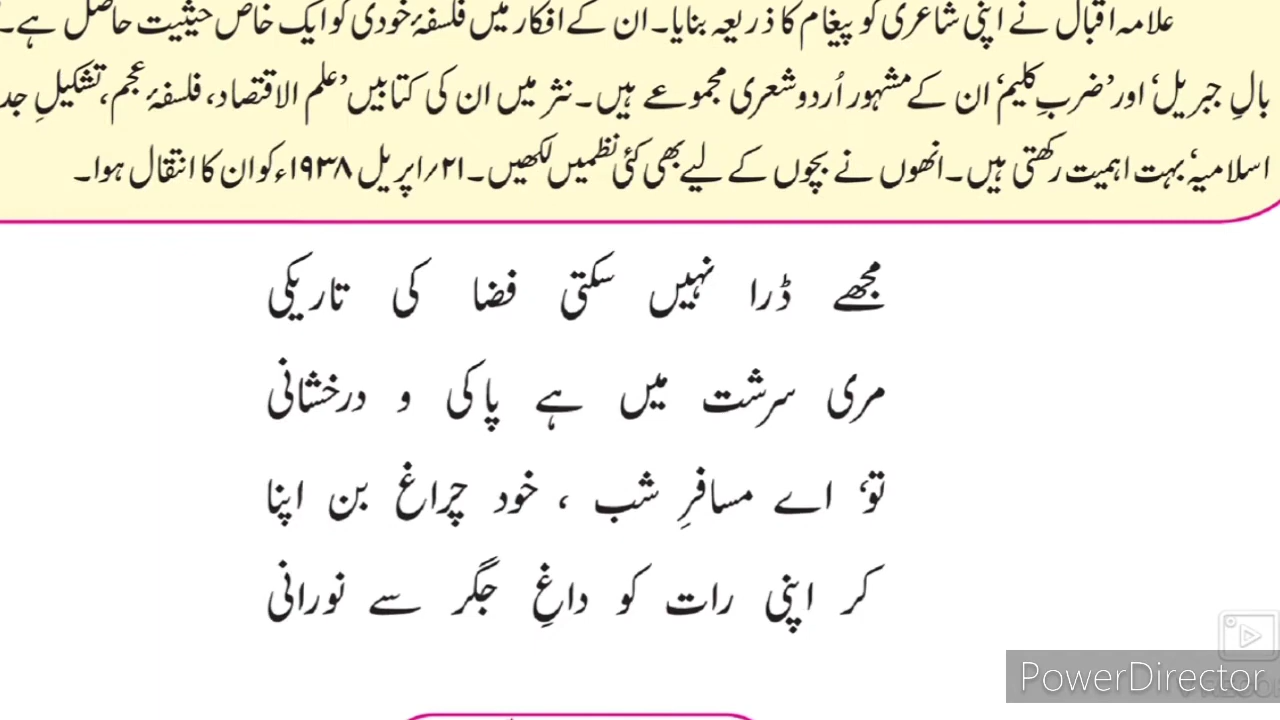 علامہ اقبال نے اپنی شاعری کو پیغام کا ذریعہ بنایا۔ ان کے افکار میں فلسفۂ خودی کو ایک خاص حیثیت حاصل ہے۔
بالِ جبریل‘ اور ’ضربِ کلیم‘ ان کے مشہور اُردو شعری مجموعے ہیں۔ نثر میں ان کی کتابیں ’علم الاقتصاد، فلسفۂ عجم، تشکیلِ
اسلامیہ‘ بہت اہمیت رکھتی ہیں۔ انھوں نے بچوں کے لیے بھی کئی نظمیں لکھیں۔ ۲۱؍اپریل ۱۹۳۸ء کو ان کا انتقال ہوا۔
مجھے ڈرا نہیں سکتی فضا کی تاریکی
مری سرشت میں ہے پاکی و درخشانی
تو‘ اے مسافرِ شب ، خود چراغ بن اپنا
کر اپنی رات کو داغِ جگر سے نورانی
PowerDirector